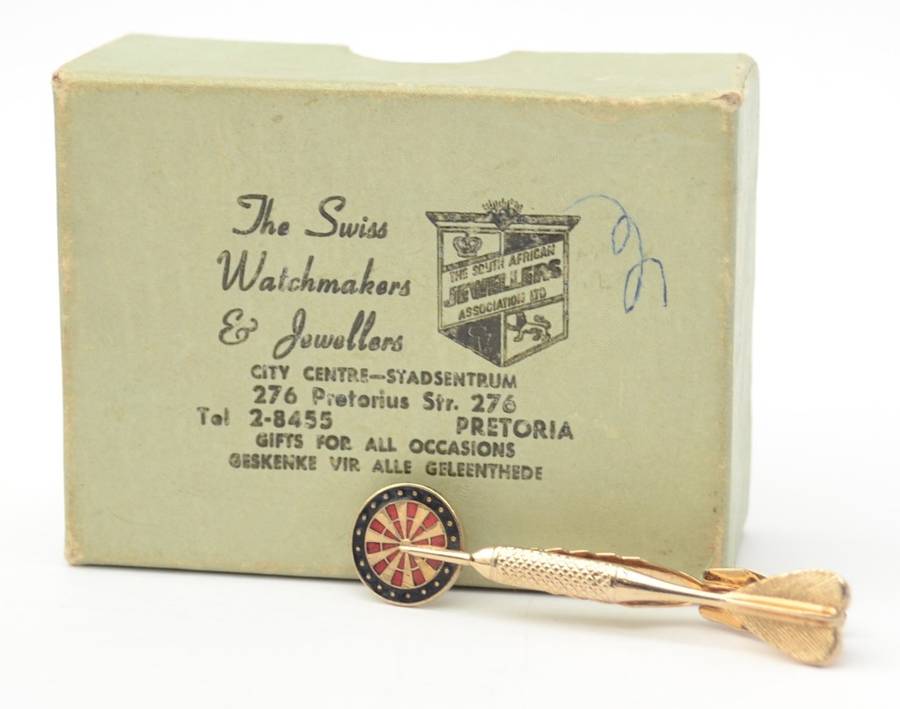 The Swiss
Watchmakers
& Jewellers
THE SOUTH AFRICAN
JEWELLERS
ASSOCIATION LTD
CITY CENTRE–STADSENTRUM
276 Pretorius Str. 276
Tel 2-8455 PRETORIA
GIFTS FOR ALL OCCASIONS
GESKENKE VIR ALLE GELEENTHEDE